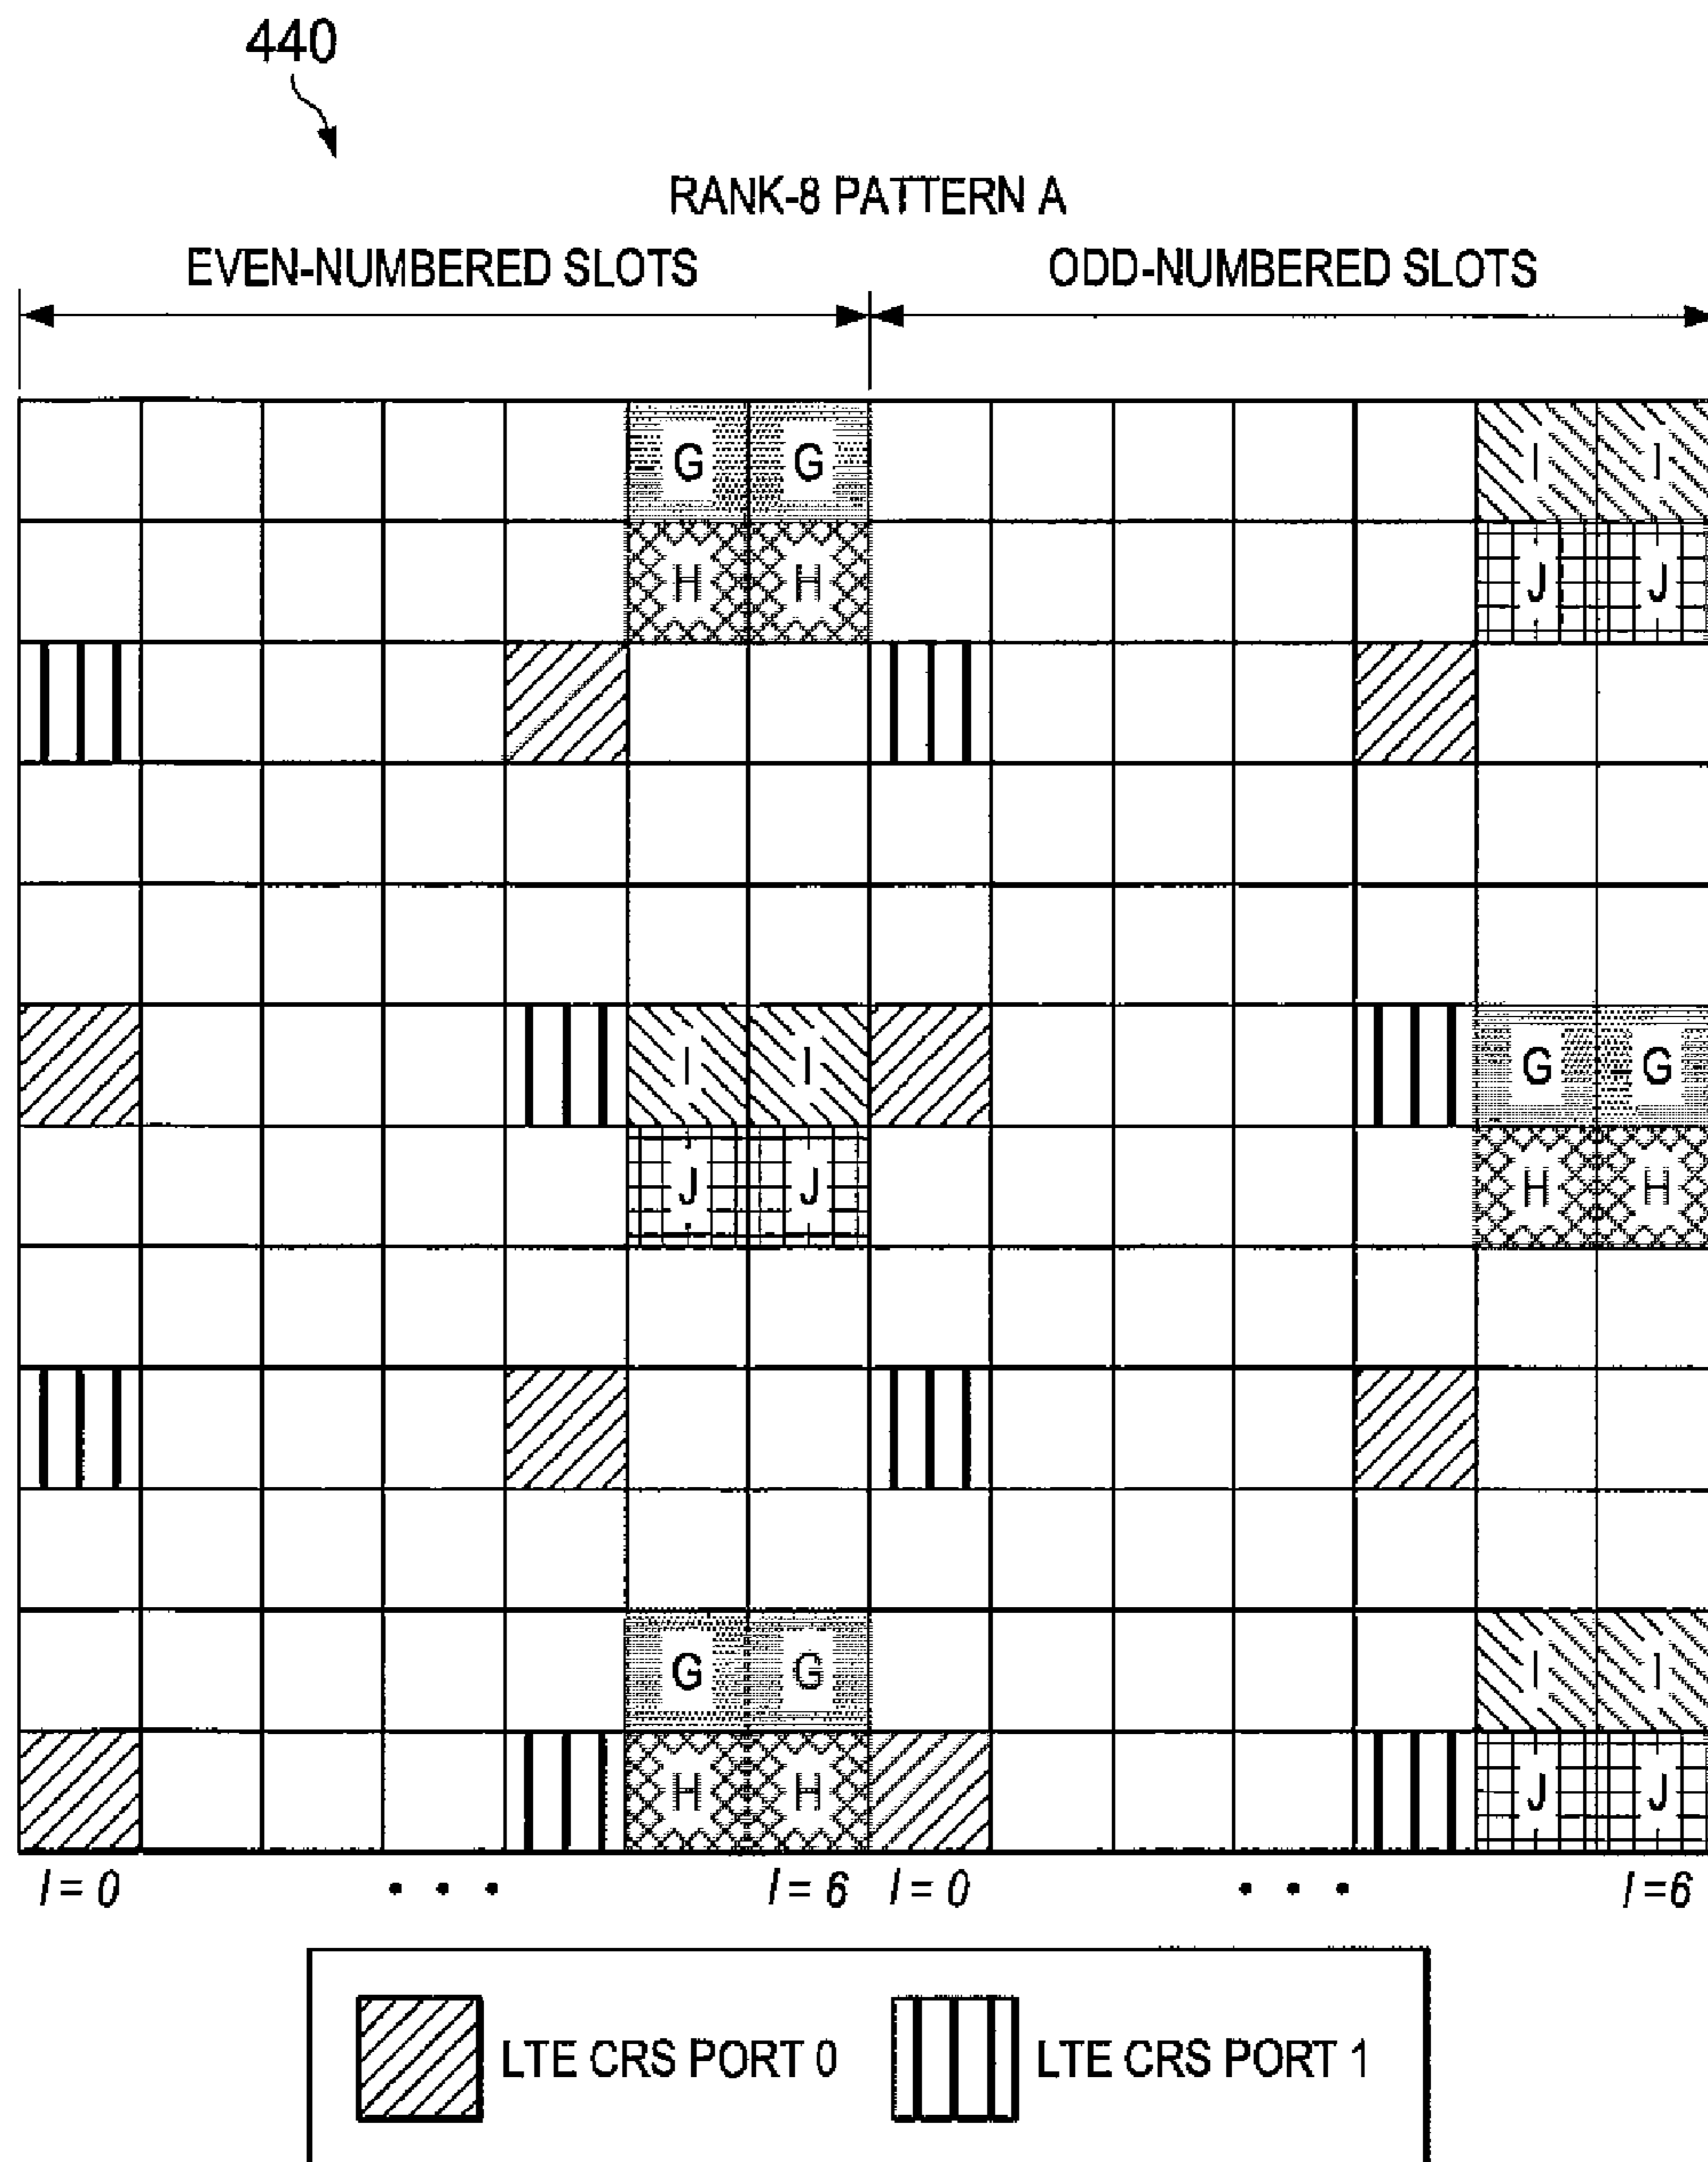 440
RANK-8 PATTERN A
EVEN-NUMBERED SLOTS ODD-NUMBERED SLOTS
G G I I
H H J J
I I G G
J J H H
G G I I
H H J J
l = 0 • • • l = 6 l = 0 • • • l =6
LTE CRS PORT 0 LTE CRS PORT 1